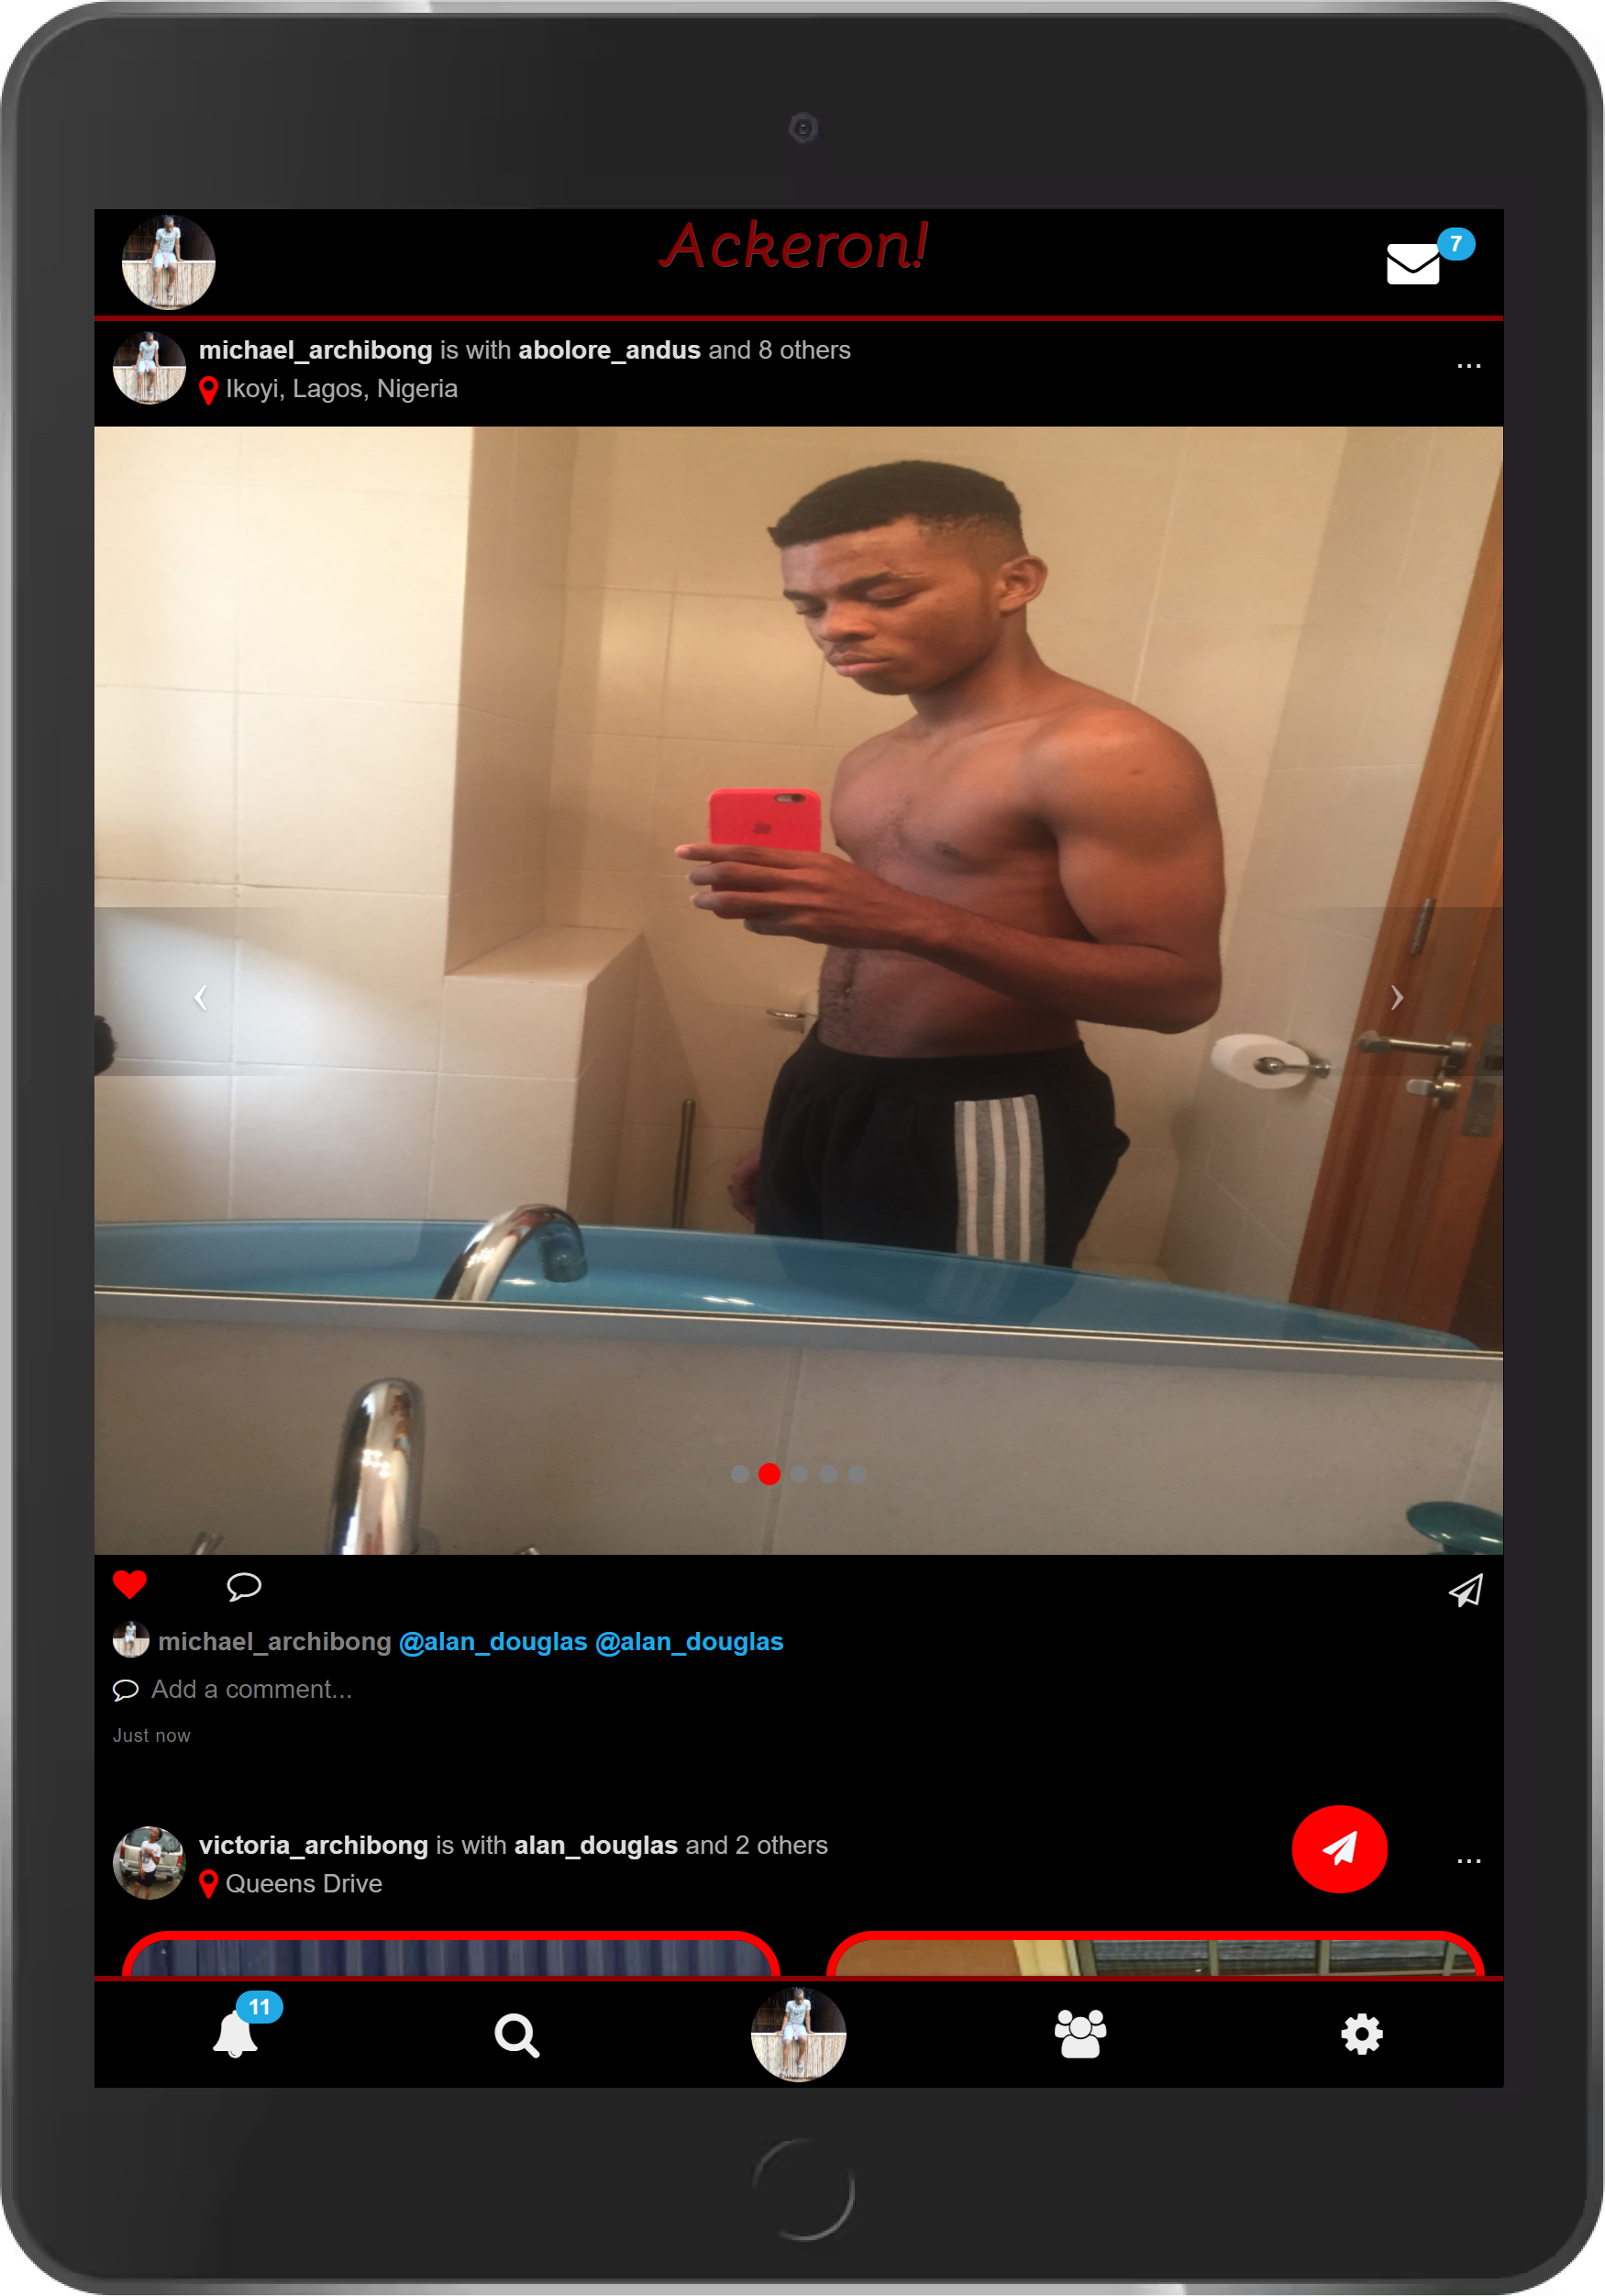 Ackeron!
7
michael_archibong is with abolore_andus and 8 others
...
Ikoyi, Lagos, Nigeria
michael_archibong @alan_douglas @alan_douglas
Add a comment...
Just now
victoria_archibong is with alan_douglas and 2 others
...
Queens Drive
11